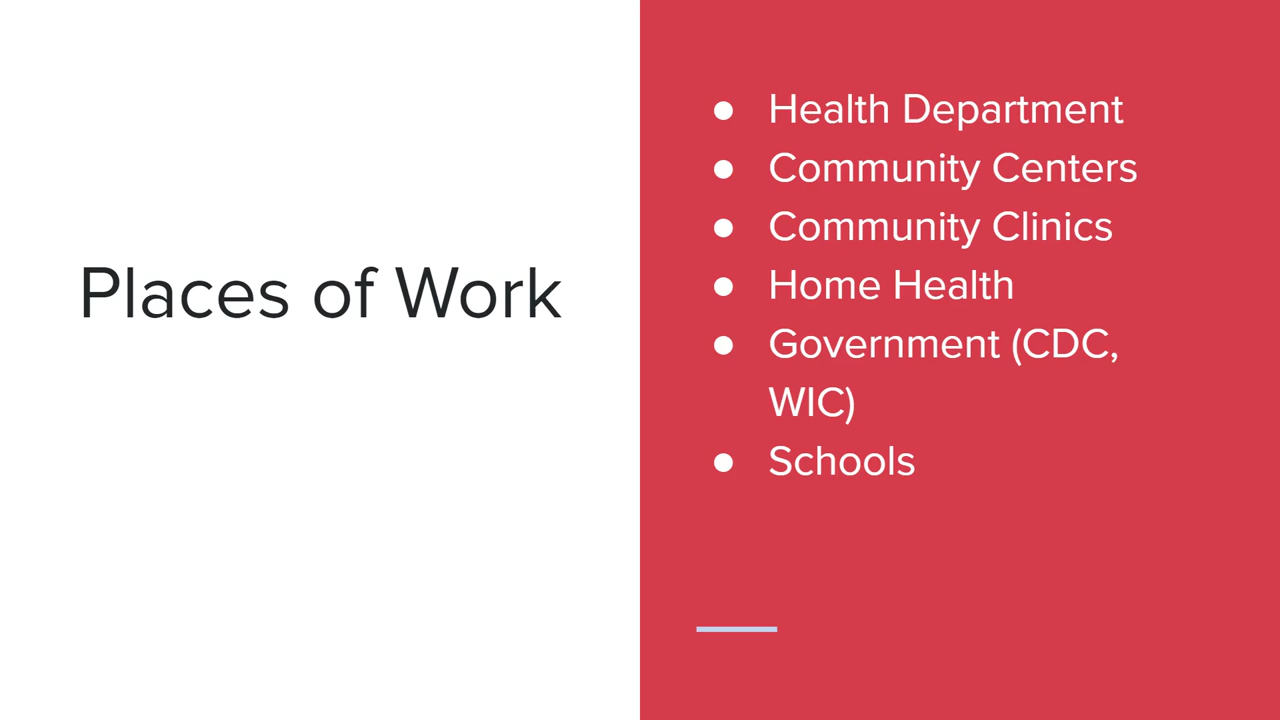 Places of Work
● Health Department
● Community Centers
● Community Clinics
● Home Health
● Government (CDC,
WIC)
● Schools